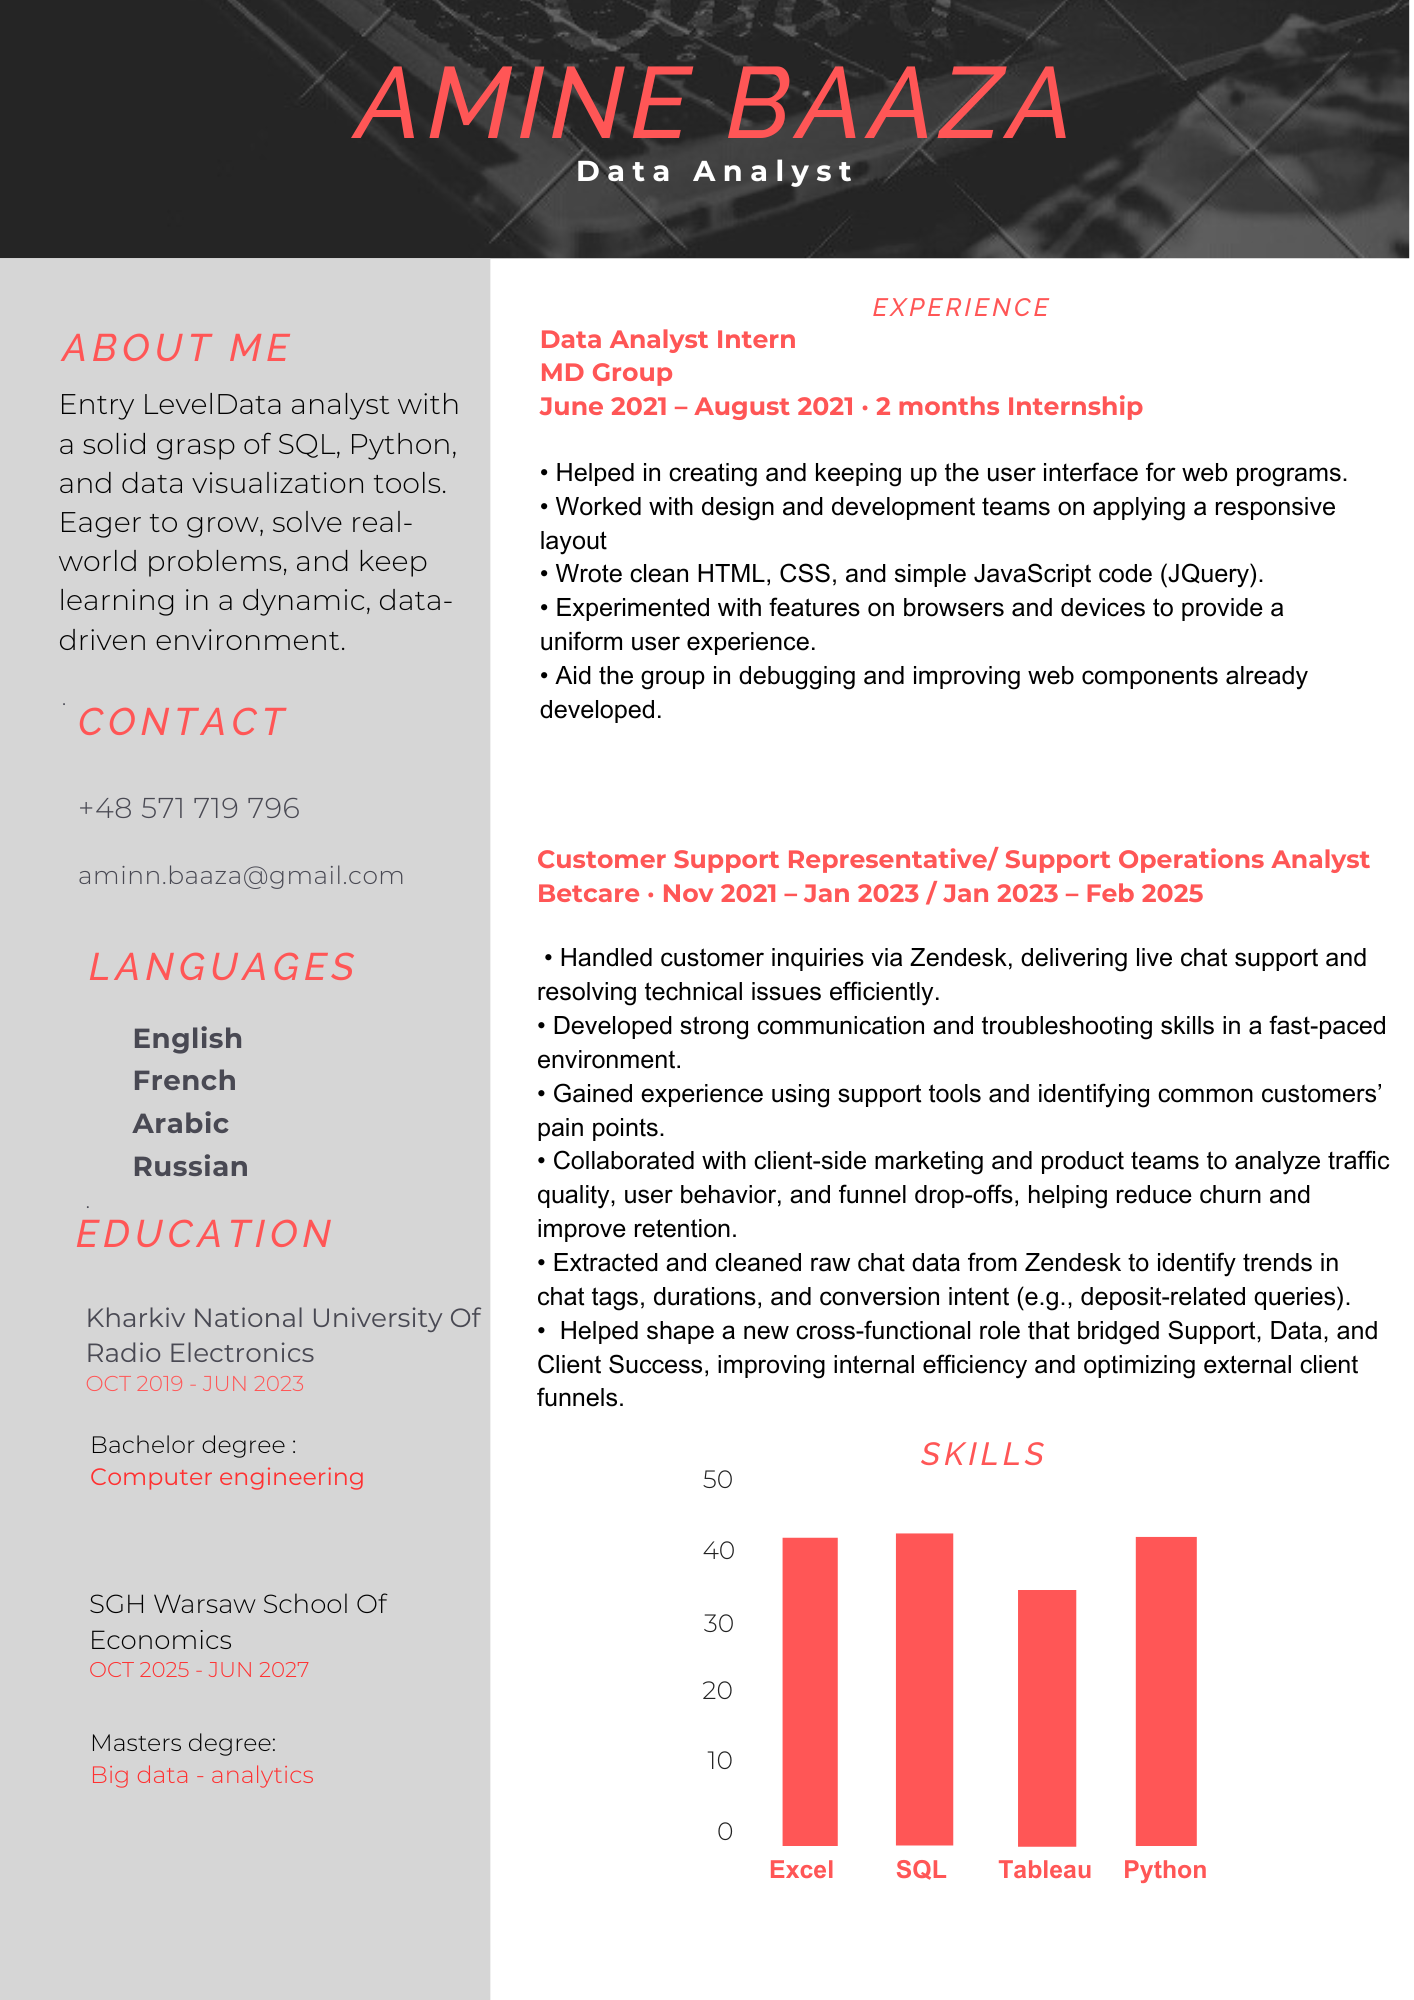 AMINE BAAZA
Data Analyst
ABOUT ME
Entry LevelData analyst with
a solid grasp of SQL, Python,
and data visualization tools.
Eager to grow, solve real-
world problems, and keep
learning in a dynamic, data-
driven environment.
.
CONTACT
+48 571 719 796
aminn.baaza@gmail.com
LANGUAGES
English
French
Arabic
Russian
.
EDUCATION
Kharkiv National University Of
Radio Electronics
OCT 2019 - JUN 2023
Bachelor degree :
Computer engineering
SGH Warsaw School Of
Economics
OCT 2025 - JUN 2027
Masters degree:
Big data - analytics
EXPERIENCE
Data Analyst Intern
MD Group
June 2021 – August 2021 · 2 months Internship
• Helped in creating and keeping up the user interface for web programs.
• Worked with design and development teams on applying a responsive
layout
• Wrote clean HTML, CSS, and simple JavaScript code (JQuery).
• Experimented with features on browsers and devices to provide a
uniform user experience.
• Aid the group in debugging and improving web components already
developed.
Customer Support Representative/ Support Operations Analyst
Betcare · Nov 2021 – Jan 2023 / Jan 2023 – Feb 2025
• Handled customer inquiries via Zendesk, delivering live chat support and
resolving technical issues efficiently.
• Developed strong communication and troubleshooting skills in a fast-paced
environment.
• Gained experience using support tools and identifying common customers’
pain points.
• Collaborated with client-side marketing and product teams to analyze traffic
quality, user behavior, and funnel drop-offs, helping reduce churn and
improve retention.
• Extracted and cleaned raw chat data from Zendesk to identify trends in
chat tags, durations, and conversion intent (e.g., deposit-related queries).
•  Helped shape a new cross-functional role that bridged Support, Data, and
Client Success, improving internal efficiency and optimizing external client
funnels.
SKILLS
50
40
30
20
10
0
Excel SQL Tableau Python